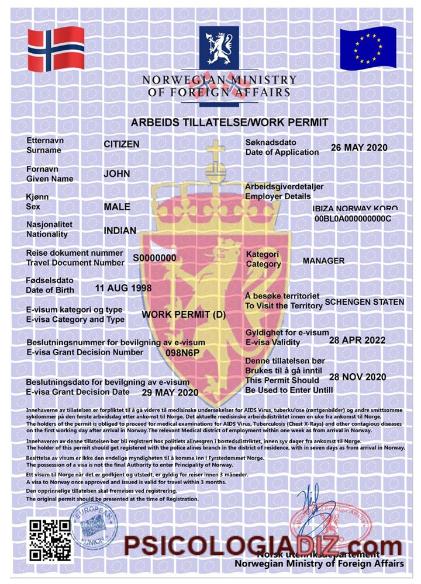 NORWEGIAN MINISTRY
OF FOREIGN AFFAIRS
ARBEIDS TILLATELSE/WORK PERMIT
Etternavn
Surname
CITIZEN
Søknadsdato
Date of Application
26 MAY 2020
Fornavn
Given Name
JOHN
Arbeidsgiverdetaljer
Employer Details
IBIZA NORWAY KORO
00BL0A000000000C
Kjønn
Sex
MALE
Nasjonalitet
Nationality
INDIAN
Reise dokument nummer
Travel Document Number
S0000000
Kategori
Category
MANAGER
Fødselsdato
Date of Birth
11 AUG 1998
Å besøke territoriet
To Visit the Territory
SCHENGEN STATEN
E-visum kategori og type
E-visa Category and Type
WORK PERMIT (D)
Gyldighet for e-visum
E-visa Validity
28 APR 2022
Beslutningsnummer for bevilgning av e-visum
E-visa Grant Decision Number
098N6P
Denne tillatelsen bør
Brukes til å gå inntil
This Permit Should
Be Used to Enter Untill
28 NOV 2020
Beslutningsdato for bevilgning av e-visum
E-visa Grant Decision Date
29 MAY 2020
Innehaverne av tillatelsen er forpliktet til å gå videre til medisinske undersøkelser for AIDS Virus, tuberkulose (røntgenbilder) og andre smittsomme
sykdommer på den første arbeidsdag etter ankomst til Norge. Det aktuelle medisinske arbeidsdistriktet innen en uke fra ankomst til Norge.
The holders of the permit is obliged to proceed for medical examinations for AIDS Virus, Tuberculosis (Chest X-Rays) and other contagious diseases
on the first working day after arrival in Norway. The relevant Medical district of employment within one week as from arrival in Norway.
Innehaveren av denne tillatelsen bør bli registrert hos politiets alinesgren i bostedsdistriktet, innen syv dager fra ankomst til Norge.
The holder of this permit should get registered with the police alines branch in the district of residence, with in seven days as from arrival in Norway.
Besittelse av visum er ikke den endelige myndigheten til å komme inn i fyrstedømmet Norge.
The possession of a visa is not the final Authority to enter Principality of Norway.
Ett visum til Norge når det er godkjent og utstedt, er gyldig for reiser innen 3 måneder.
A visa to Norway once approved and issued is valid for travel within 3 months.
Den opprinnelige tillatelsen skal fremvises ved registrering.
The original permit should be presented at the time of Registration.
EUROPEAN
UNION
PSICOLOGIADIZ.com
Norsk utenriksdepartement
Norwegian Ministry of Foreign Affairs